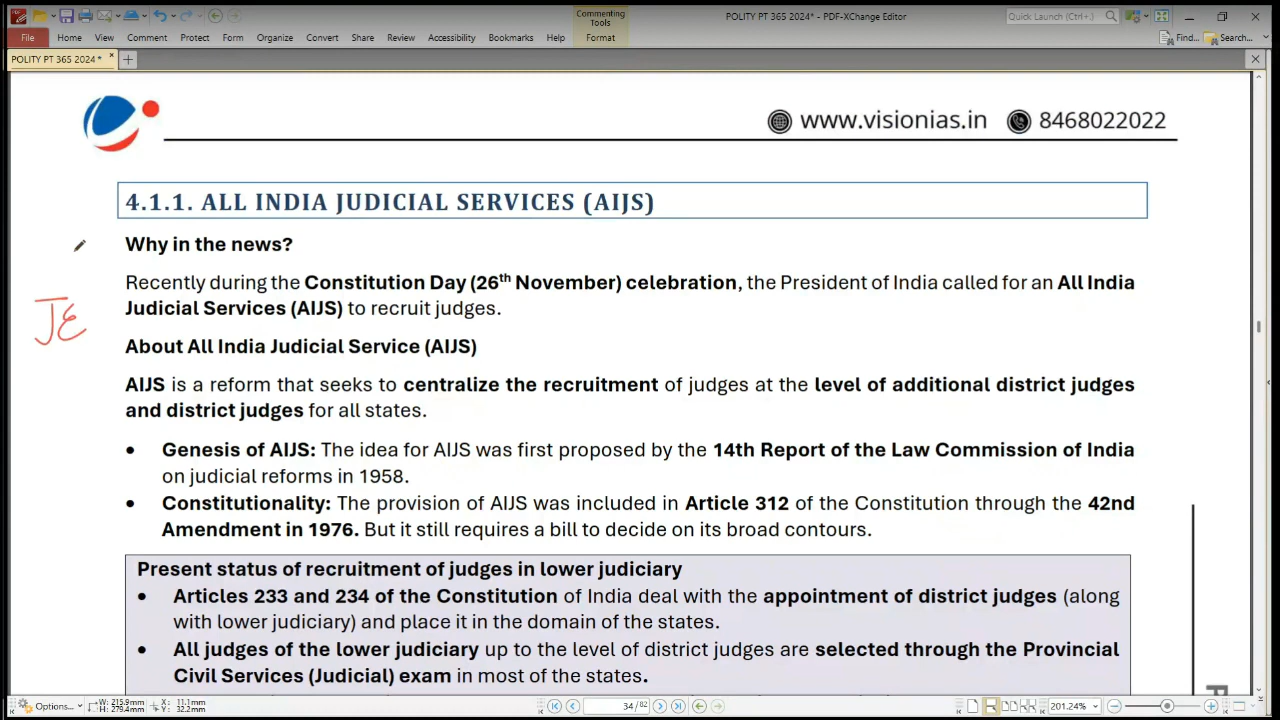 Commenting Tools
POLITY PT 365 2024* - PDF-XChange Editor
Quick Launch (Ctrl+.)
File Home View Comment Protect Form Organize Convert Share Review Accessibility Bookmarks Help Format
Find... Search...
POLITY PT 365 2024 *
www.visionias.in 8468022022
4.1.1. ALL INDIA JUDICIAL SERVICES (AIJS)
Why in the news?
Recently during the Constitution Day (26th November) celebration, the President of India called for an All India
Judicial Services (AIJS) to recruit judges.
JE
About All India Judicial Service (AIJS)
AIJS is a reform that seeks to centralize the recruitment of judges at the level of additional district judges
and district judges for all states.
• Genesis of AIJS: The idea for AIJS was first proposed by the 14th Report of the Law Commission of India
on judicial reforms in 1958.
• Constitutionality: The provision of AIJS was included in Article 312 of the Constitution through the 42nd
Amendment in 1976. But it still requires a bill to decide on its broad contours.
Present status of recruitment of judges in lower judiciary
• Articles 233 and 234 of the Constitution of India deal with the appointment of district judges (along
with lower judiciary) and place it in the domain of the states.
• All judges of the lower judiciary up to the level of district judges are selected through the Provincial
Civil Services (Judicial) exam in most of the states.
Options... W: 215.9mm H: 279.4mm X: 11.1mm Y: 32.2mm 34 / 82 201.24%